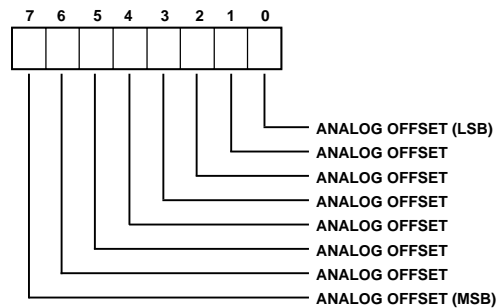 7 6 5 4 3 2 1 0
ANALOG OFFSET (LSB)
ANALOG OFFSET
ANALOG OFFSET
ANALOG OFFSET
ANALOG OFFSET
ANALOG OFFSET
ANALOG OFFSET
ANALOG OFFSET (MSB)